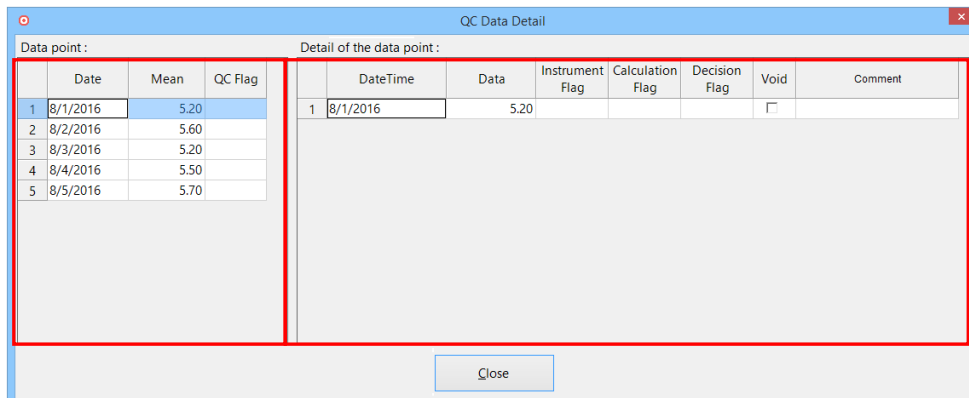 QC Data Detail
Data point :
Date Mean QC Flag
1 8/1/2016 5.20
2 8/2/2016 5.60
3 8/3/2016 5.20
4 8/4/2016 5.50
5 8/5/2016 5.70
Detail of the data point :
DateTime Data Instrument Flag Calculation Flag Decision Flag Void Comment
1 8/1/2016 5.20
Close